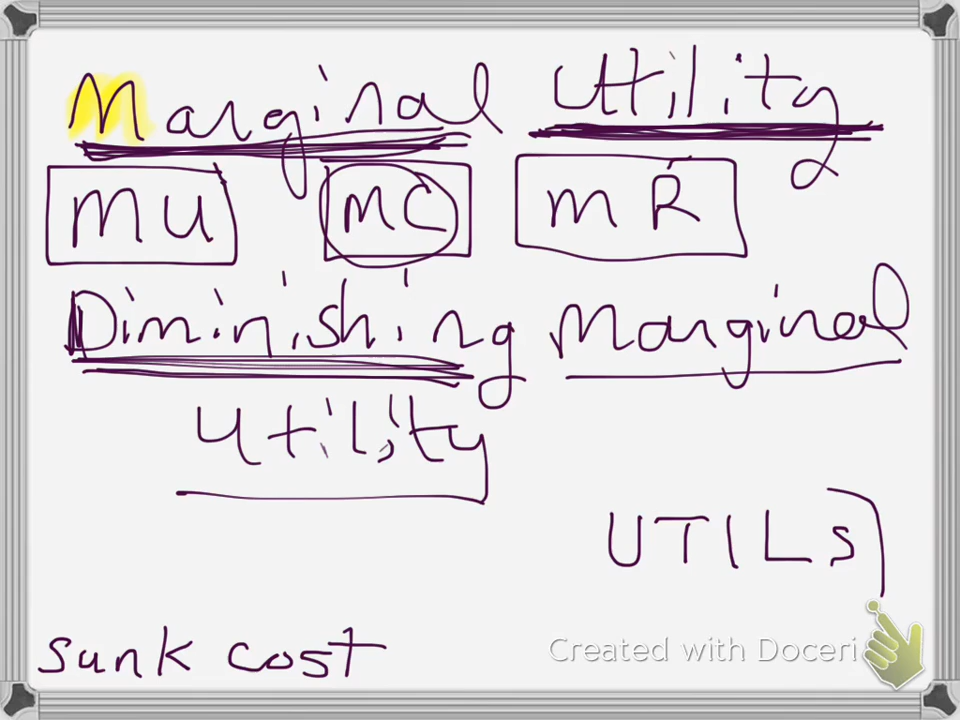 Marginal Utility
MU MC MR
Diminishing Marginal
Utility
UTILs
sunk cost
Created with Doceri